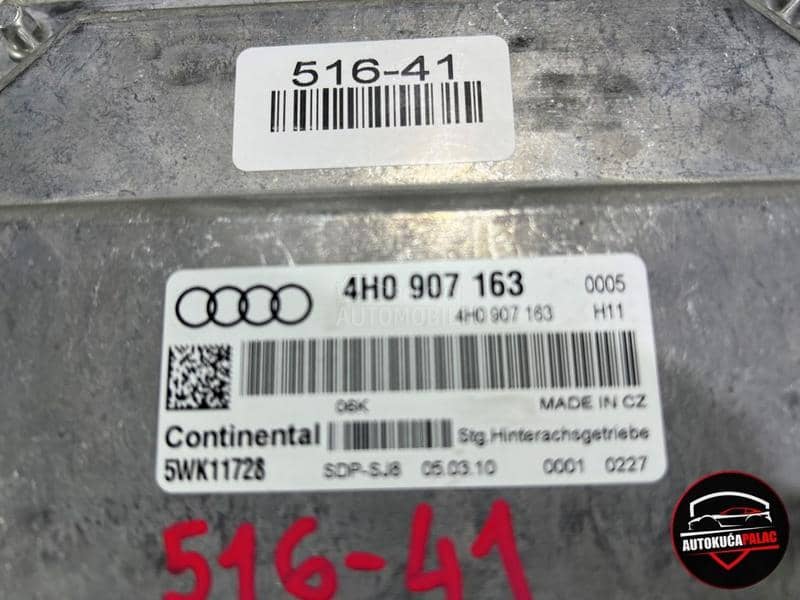 516-41
4H0 907 163 0005
4H0 907 163 H11
06K MADE IN CZ
Continental Stg.Hinterachsgetriebe
5WK11728 SDP-SJ8 05.03.10 0001 0227
516-41
AUTOKUĆA PALAC